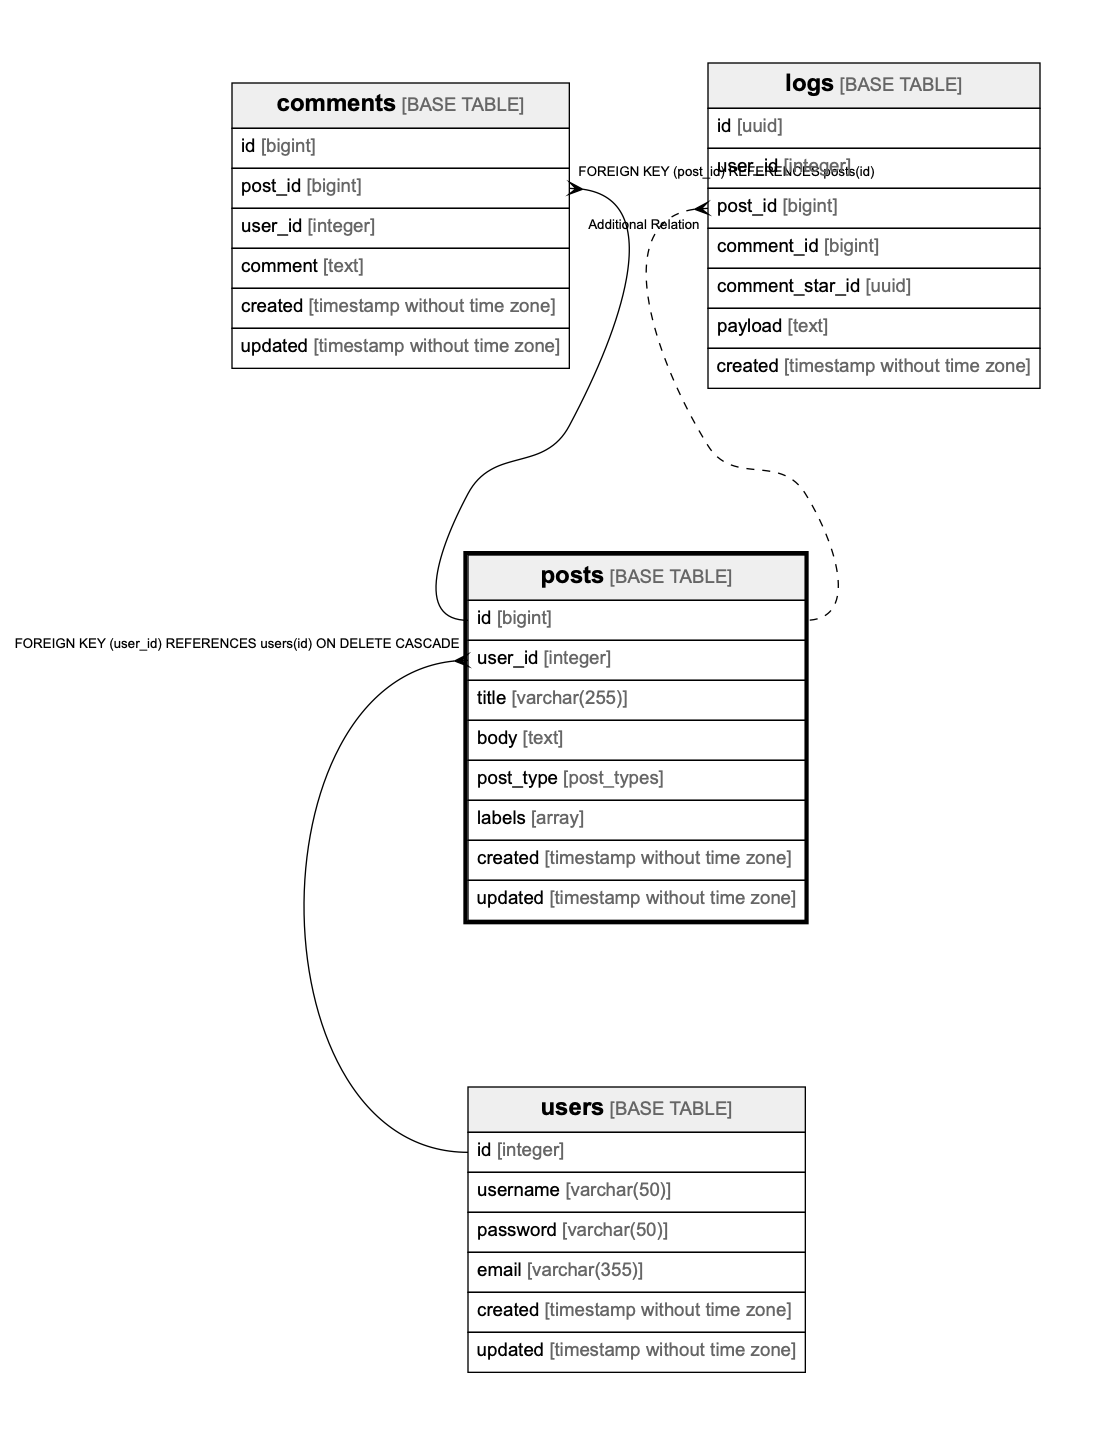 comments [BASE TABLE]
id [bigint]
post_id [bigint]
user_id [integer]
comment [text]
created [timestamp without time zone]
updated [timestamp without time zone]
logs [BASE TABLE]
id [uuid]
user_id [integer]
post_id [bigint]
comment_id [bigint]
comment_star_id [uuid]
payload [text]
created [timestamp without time zone]
FOREIGN KEY (post_id) REFERENCES posts(id)
Additional Relation
posts [BASE TABLE]
id [bigint]
user_id [integer]
title [varchar(255)]
body [text]
post_type [post_types]
labels [array]
created [timestamp without time zone]
updated [timestamp without time zone]
FOREIGN KEY (user_id) REFERENCES users(id) ON DELETE CASCADE
users [BASE TABLE]
id [integer]
username [varchar(50)]
password [varchar(50)]
email [varchar(355)]
created [timestamp without time zone]
updated [timestamp without time zone]